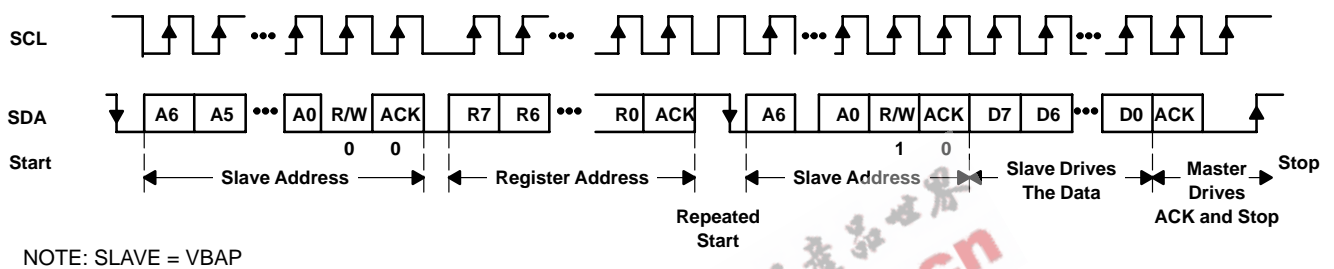 SCL
SDA A6 A5 ••• A0 R/W ACK R7 R6 ••• R0 ACK A6 A0 R/W ACK D7 D6 ••• D0 ACK
0 0 1 0
Start Stop
Slave Address Register Address Slave Address Slave Drives The Data Master Drives ACK and Stop
Repeated Start
NOTE: SLAVE = VBAP